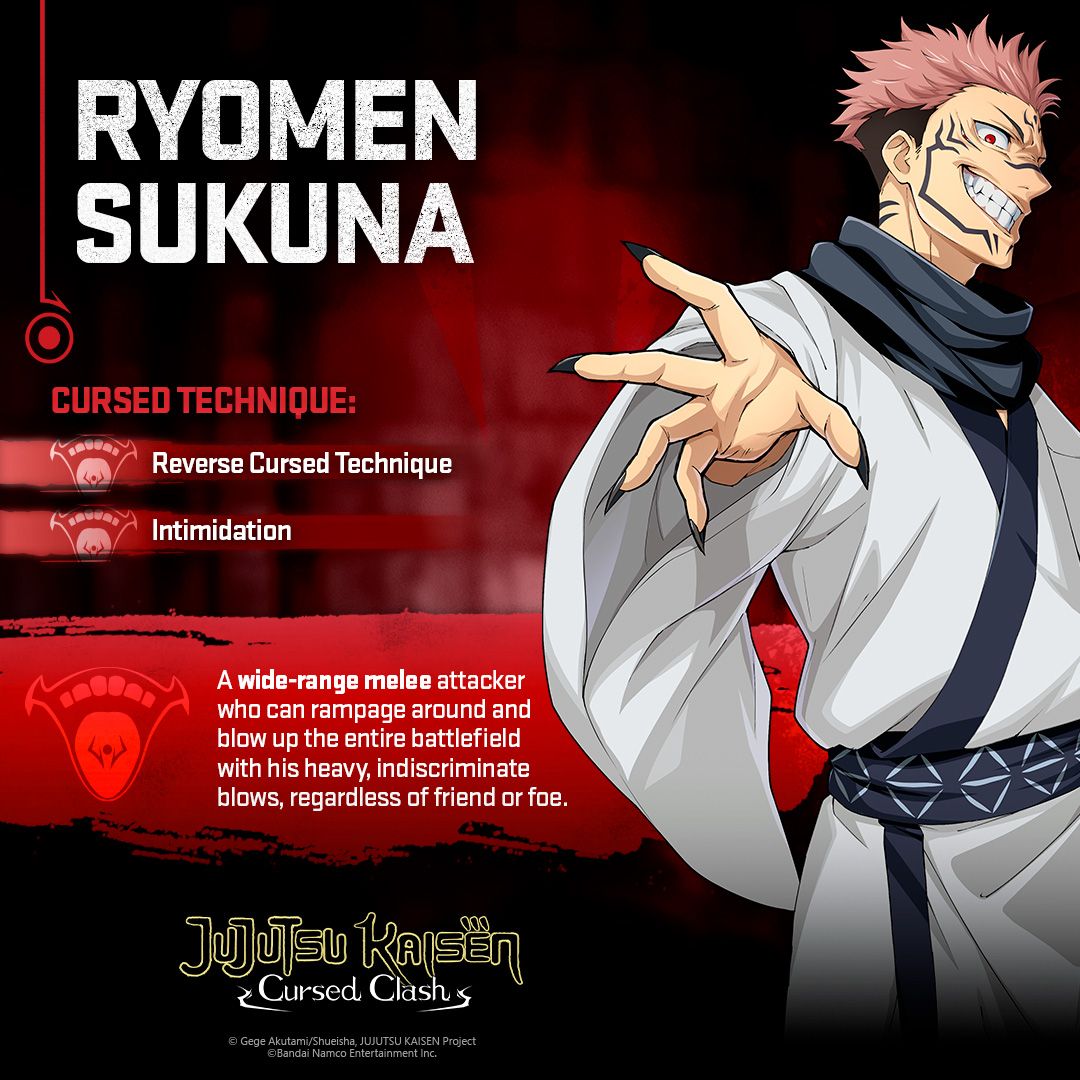 RYOMEN
SUKUNA
CURSED TECHNIQUE:
Reverse Cursed Technique
Intimidation
A wide-range melee attacker
who can rampage around and
blow up the entire battlefield
with his heavy, indiscriminate
blows, regardless of friend or foe.
JUJUTSU KAISEN
Cursed Clash
© Gege Akutami/Shueisha, JUJUTSU KAISEN Project
©Bandai Namco Entertainment Inc.